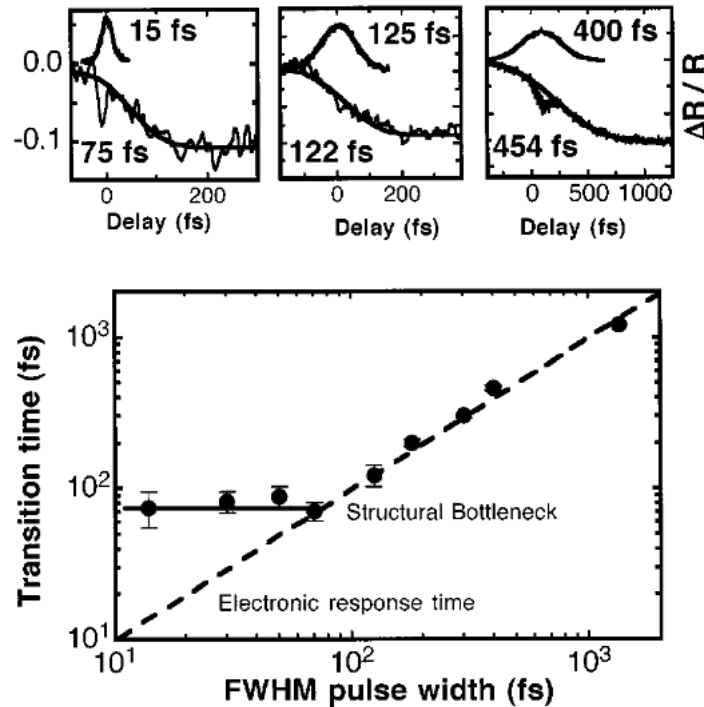 15 fs
125 fs
400 fs
0.0
-0.1
ΔR / R
75 fs
122 fs
454 fs
0 200
0 200
0 500 1000
Delay (fs)
Delay (fs)
Delay (fs)
Transition time (fs)
10³
10²
10¹
Structural Bottleneck
Electronic response time
10¹ 10² 10³
FWHM pulse width (fs)